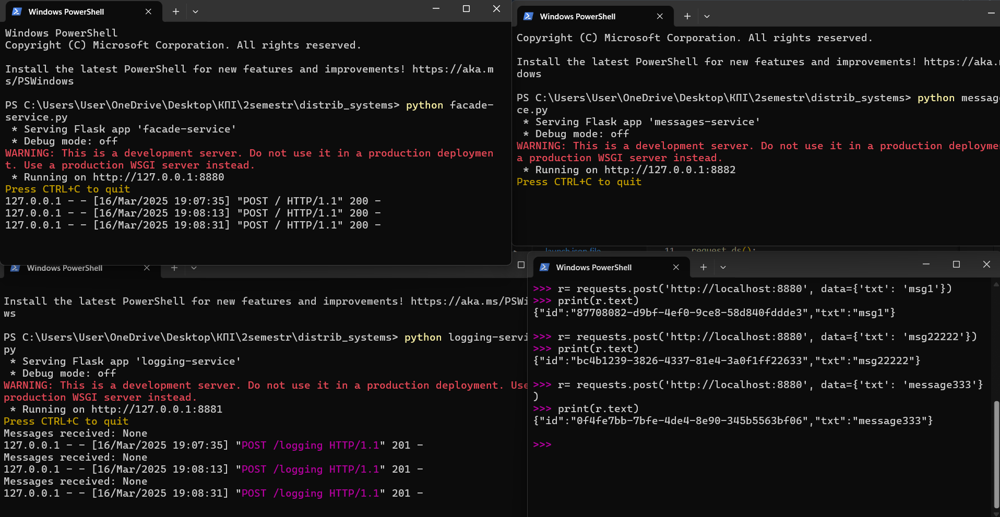 Windows PowerShell
Windows PowerShell
Copyright (C) Microsoft Corporation. All rights reserved.
Install the latest PowerShell for new features and improvements! https://aka.m
s/PSWindows
PS C:\Users\User\OneDrive\Desktop\КПІ\2semestr\distrib_systems> python facade-
service.py
 * Serving Flask app 'facade-service'
 * Debug mode: off
WARNING: This is a development server. Do not use it in a production deploymen
t. Use a production WSGI server instead.
 * Running on http://127.0.0.1:8880
Press CTRL+C to quit
127.0.0.1 - - [16/Mar/2025 19:07:35] "POST / HTTP/1.1" 200 -
127.0.0.1 - - [16/Mar/2025 19:08:13] "POST / HTTP/1.1" 200 -
127.0.0.1 - - [16/Mar/2025 19:08:31] "POST / HTTP/1.1" 200 -
Windows PowerShell
Copyright (C) Microsoft Corporation. All rights reserved.
Install the latest PowerShell for new features and improvements! https://aka.
dows
PS C:\Users\User\OneDrive\Desktop\КПІ\2semestr\distrib_systems> python message
ce.py
 * Serving Flask app 'messages-service'
 * Debug mode: off
WARNING: This is a development server. Do not use it in a production deployme
a production WSGI server instead.
 * Running on http://127.0.0.1:8882
Press CTRL+C to quit
launch.json file.
11 request_ds();
Windows PowerShell
Install the latest PowerShell for new features and improvements! https://aka.ms/PSWi
ws
PS C:\Users\User\OneDrive\Desktop\КПІ\2semestr\distrib_systems> python logging-servi
py
 * Serving Flask app 'logging-service'
 * Debug mode: off
WARNING: This is a development server. Do not use it in a production deployment. Use
production WSGI server instead.
 * Running on http://127.0.0.1:8881
Press CTRL+C to quit
Messages received: None
127.0.0.1 - - [16/Mar/2025 19:07:35] "POST /logging HTTP/1.1" 201 -
Messages received: None
127.0.0.1 - - [16/Mar/2025 19:08:13] "POST /logging HTTP/1.1" 201 -
Messages received: None
127.0.0.1 - - [16/Mar/2025 19:08:31] "POST /logging HTTP/1.1" 201 -
Windows PowerShell
>>> r= requests.post('http://localhost:8880', data={'txt': 'msg1'})
>>> print(r.text)
{"id":"87708082-d9bf-4ef0-9ce8-58d840fddde3","txt":"msg1"}
>>> r= requests.post('http://localhost:8880', data={'txt': 'msg22222'})
>>> print(r.text)
{"id":"bc4b1239-3826-4337-81e4-3a0f1ff22633","txt":"msg22222"}
>>> r= requests.post('http://localhost:8880', data={'txt': 'message333'}
)
>>> print(r.text)
{"id":"0f4fe7bb-7bfe-4de4-8e90-345b5563bf06","txt":"message333"}
>>>